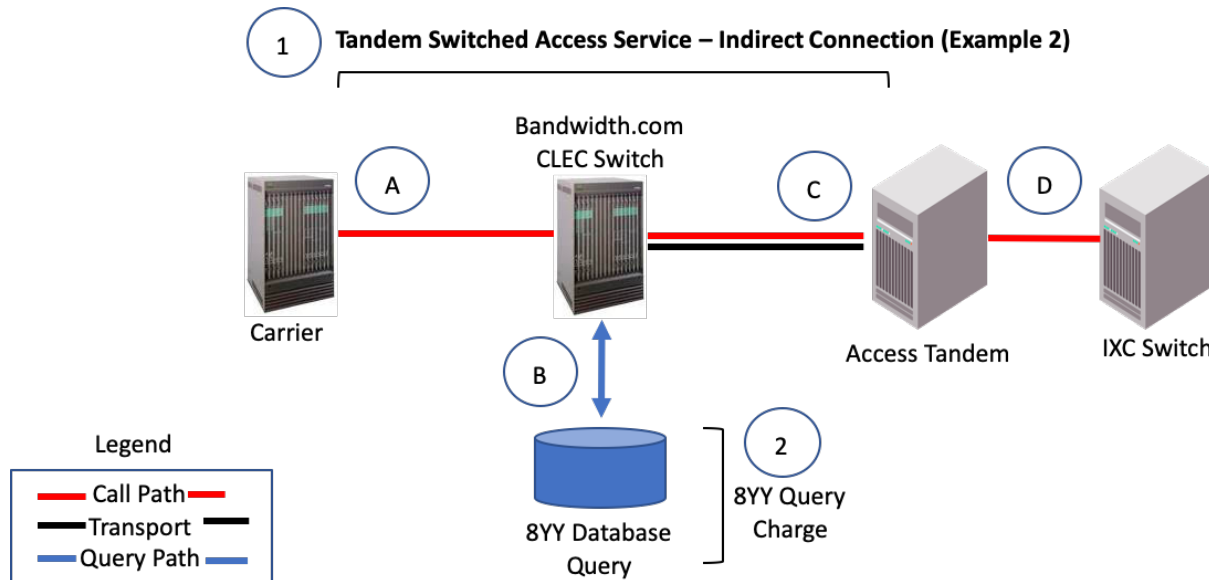 1
Tandem Switched Access Service – Indirect Connection (Example 2)
Bandwidth.com
CLEC Switch
A
C
D
Carrier
Access Tandem
IXC Switch
B
Legend
Call Path
Transport
Query Path
8YY Database
Query
2
8YY Query
Charge